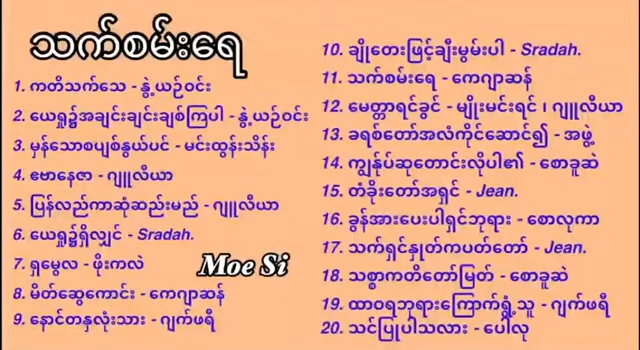 သက်စမ်းရေ
1. ကတိသက်သေ - နွဲ့ယဉ်ဝင်း
2. ယေရှု၌အချင်းချင်းချစ်ကြပါ - နွဲ့ယဉ်ဝင်း
3. မှန်သောစပျစ်နွယ်ပင် - မင်းထွန်းသိန်း
4. ဧမာနေဇာ - ဂျူလီယာ
5. ပြန်လည်ကာဆုံဆည်းမည် - ဂျူလီယာ
6. ယေရှု၌ရှိလျှင် - Sradah.
7. ရှမွေလ - ဖိုးကလဲ
8. မိတ်ဆွေကောင်း - ကေဂျာဆန်
9. နောင်တနှလုံးသား - ဂျက်ဖရီ
Moe Si
10. ချိုတေးဖြင့်ချီးမွမ်းပါ - Sradah.
11. သက်စမ်းရေ - ကေဂျာဆန်
12. မေတ္တာရင်ခွင် - မျိုးမင်းရင် ၊ ဂျူလီယာ
13. ခရစ်တော်အလံကိုင်ဆောင်၍ - အဖွဲ့
14. ကျွန်ုပ်ဆုတောင်းလိုပါ၏ - စောခူဆဲ
15. တံခိုးတော်အရှင် - Jean.
16. ခွန်အားပေးပါရှင်ဘုရား - စောလုကာ
17. သက်ရှင်နှုတ်ကပတ်တော် - Jean.
18. သစ္စာကတိတော်မြတ် - စောခူဆဲ
19. ထာဝရဘုရားကြောက်ရွံ့သူ - ဂျက်ဖရီ
20. သင်ပြုပါသလား - ပေါလု